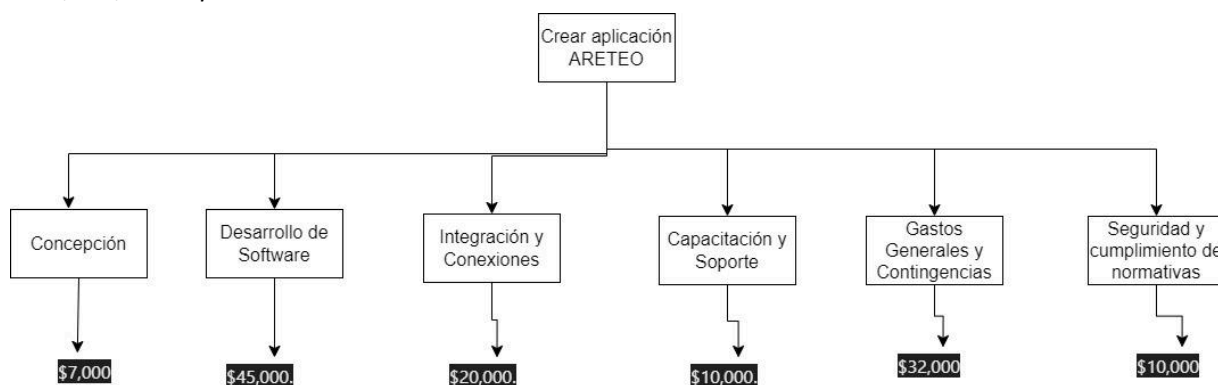 Crear aplicación
ARETEO
Concepción
Desarrollo de
Software
Integración y
Conexiones
Capacitación y
Soporte
Gastos
Generales y
Contingencias
Seguridad y
cumplimiento de
normativas
$7,000
$45,000.
$20,000.
$10,000.
$32,000
$10,000